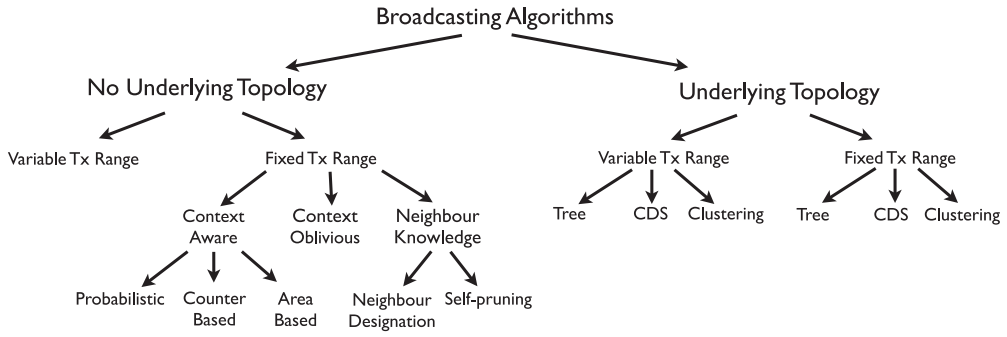 Broadcasting Algorithms
No Underlying Topology
Underlying Topology
Variable Tx Range
Fixed Tx Range
Variable Tx Range
Fixed Tx Range
Context
Aware
Context
Oblivious
Neighbour
Knowledge
Tree
CDS
Clustering
Tree
CDS
Clustering
Probabilistic
Counter
Based
Area
Based
Neighbour
Designation
Self-pruning